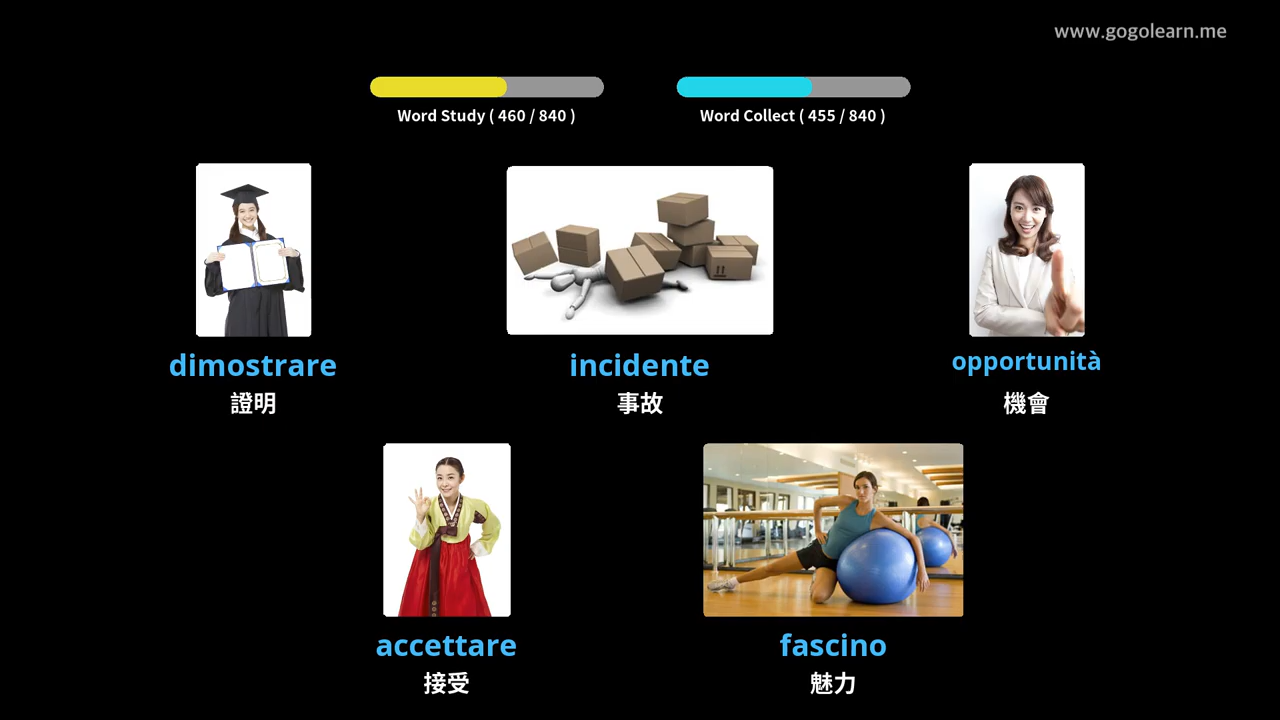 www.gogolearn.me
Word Study ( 460 / 840 )
Word Collect ( 455 / 840 )
dimostrare
證明
incidente
事故
opportunità
機會
accettare
接受
fascino
魅力